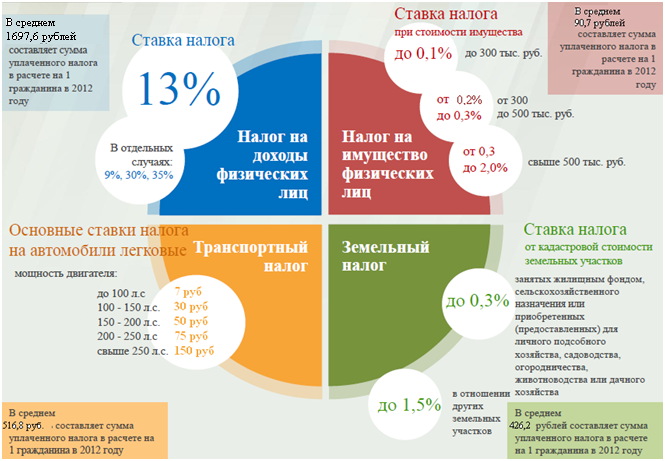 В среднем
1697,6 рублей
составляет сумма
уплаченного налога
в расчете на 1
гражданина в 2012
году
Ставка налога
13%
В отдельных
случаях:
9%, 30%, 35%
Налог на
доходы
физических
лиц
Ставка налога
при стоимости имущества
до 0,1%
до 300 тыс. руб.
от 0,2%
до 0,3%
от 300
до 500 тыс. руб.
от 0,3
до 2,0%
свыше 500 тыс. руб.
Налог на
имущество
физических
лиц
В среднем
90,7 рублей
составляет сумма
уплаченного налога в
расчете на 1
гражданина в 2012
году
Основные ставки налога
на автомобили легковые
мощность двигателя:
до 100 л.с 7 руб
100 - 150 л.с. 30 руб
150 - 200 л.с. 50 руб
200 - 250 л.с 75 руб
свыше 250 л.с. 150 руб
Транспортный
налог
В среднем
516,8 руб. составляет сумма
уплаченного налога в расчете на
1 гражданина в 2012 году
Земельный
налог
Ставка налога
от кадастровой стоимости
земельных участков
до 0,3%
занятых жилищным фондом,
сельскохозяйственного
назначения или
приобретенных
(предоставленных) для
личного подсобного
хозяйства, садоводства,
огородничества,
животноводства или дачного
хозяйства
до 1,5%
в отношении
других
земельных
участков
В среднем
426,2 рублей составляет сумма
уплаченного налога в расчете
на 1 гражданина в 2012 году